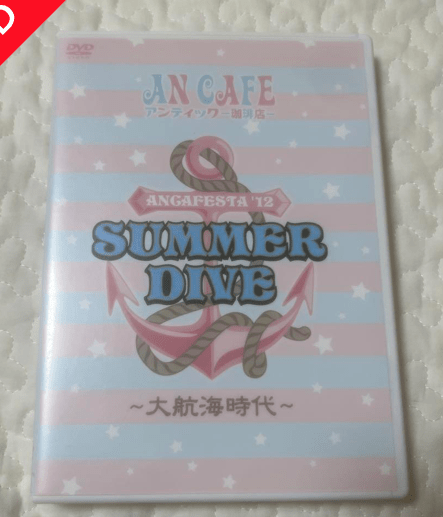 DVD
AN CAFE
アンティック-珈琲店-
ANCAFESTA '12
SUMMER
DIVE
~大航海時代~